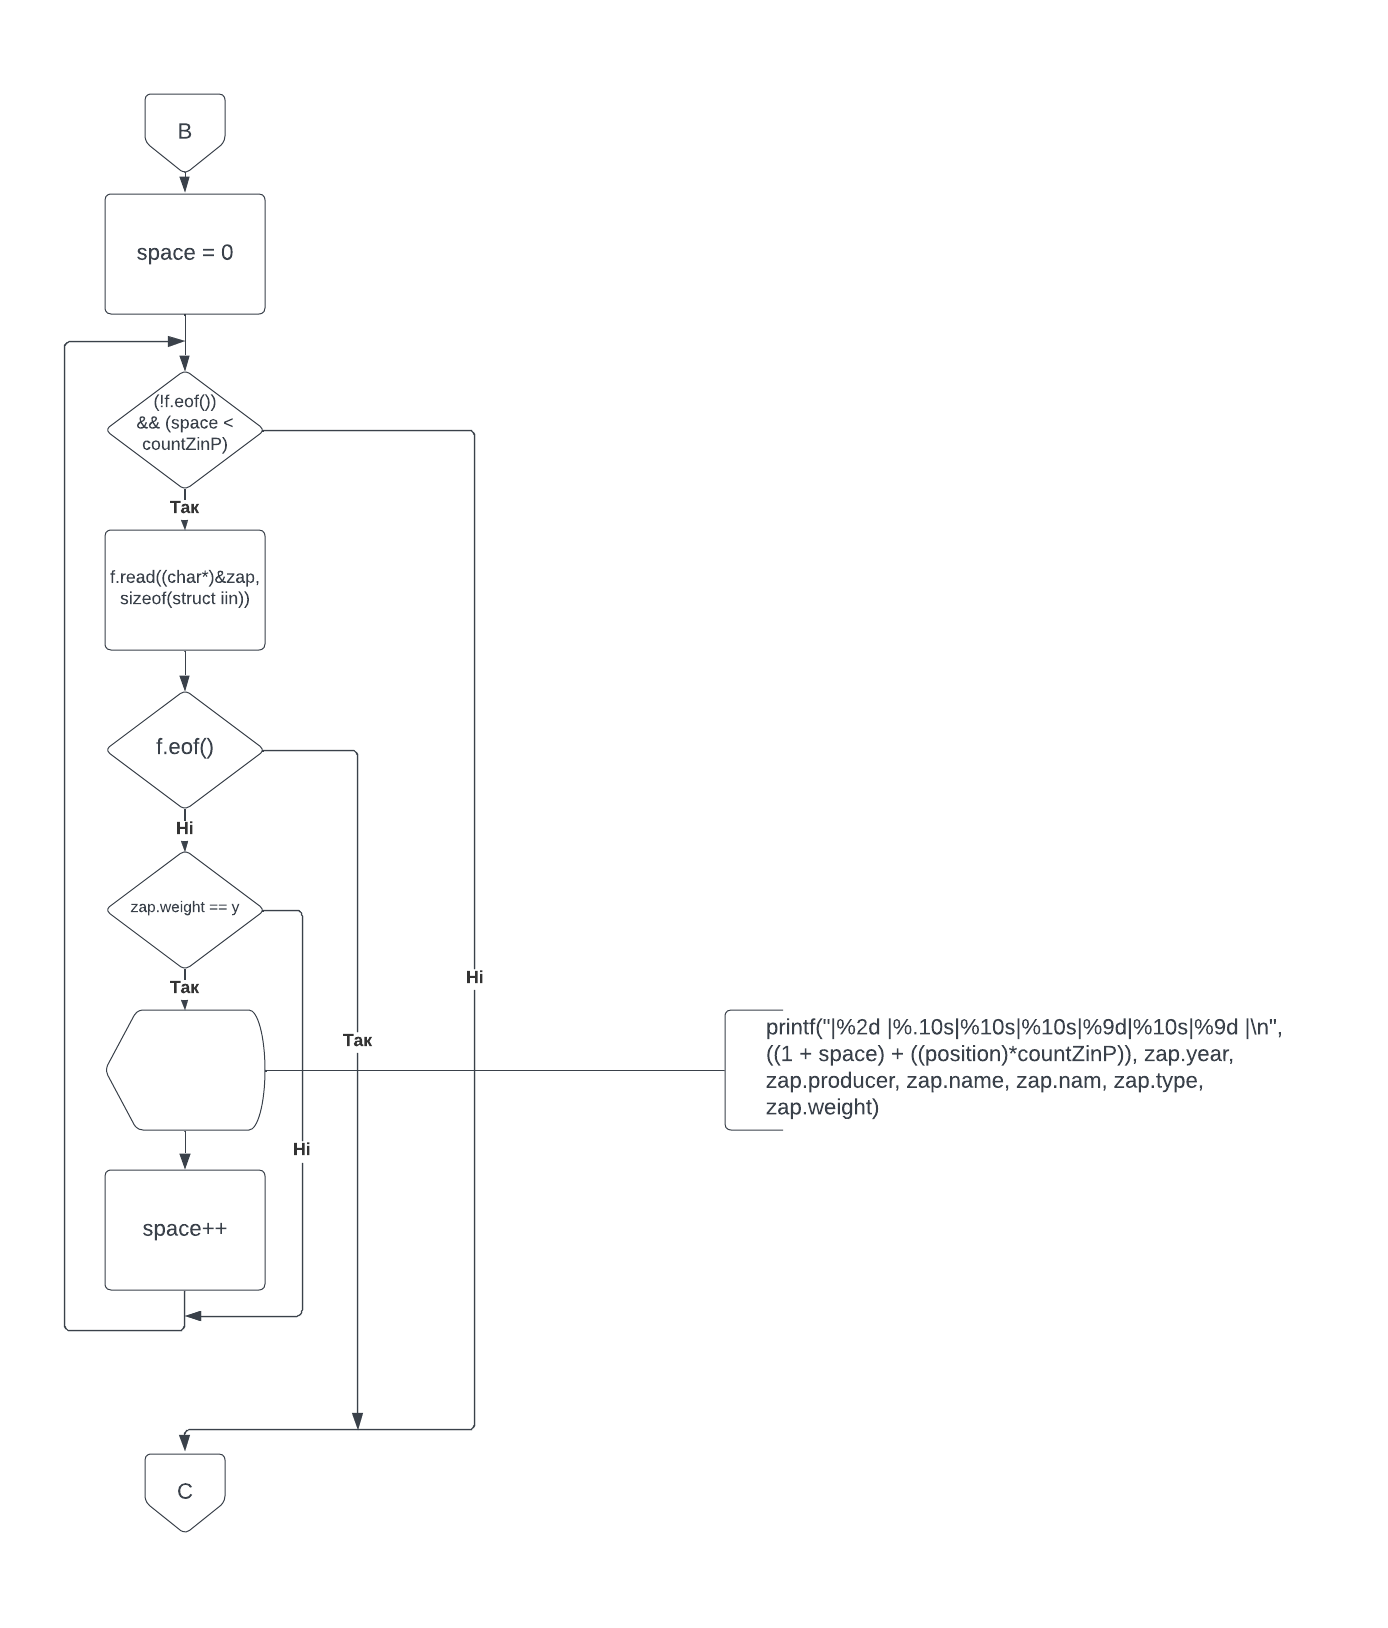 B
space = 0
(!f.eof())
&& (space <
countZinP)
Так
f.read((char*)&zap,
sizeof(struct iin))
f.eof()
Ні
zap.weight == y
Так
Ні
Так
printf("|%2d |%.10s|%10s|%10s|%9d|%10s|%9d |\n",
((1 + space) + ((position)*countZinP)), zap.year,
zap.producer, zap.name, zap.nam, zap.type,
zap.weight)
Ні
space++
C